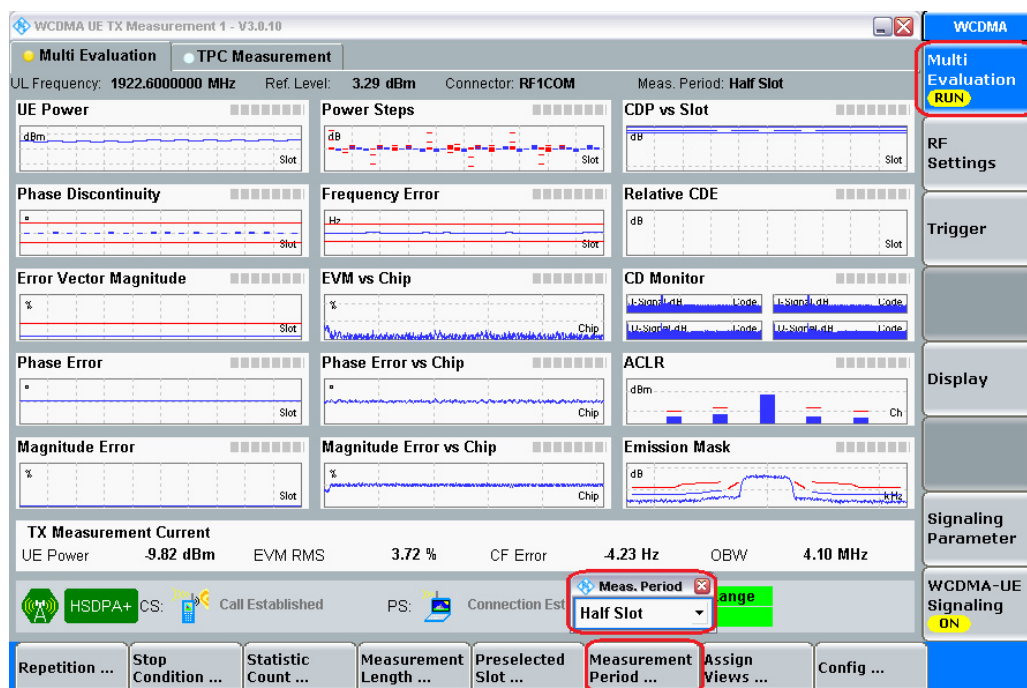 WCDMA UE TX Measurement 1 - V3.0.10
WCDMA
Multi Evaluation
TPC Measurement
Multi
Evaluation
RUN
UL Frequency: 1922.6000000 MHz Ref. Level: 3.29 dBm Connector: RF1COM Meas. Period: Half Slot
UE Power
Power Steps
CDP vs Slot
dBm
Slot
dB
Slot
dB
Slot
RF
Settings
Phase Discontinuity
Frequency Error
Relative CDE
°
Slot
Hz
Slot
dB
Slot
Trigger
Error Vector Magnitude
EVM vs Chip
CD Monitor
%
Slot
%
Chip
Code
Code
Code
Code
Phase Error
Phase Error vs Chip
ACLR
°
Slot
°
Chip
dBm
Ch
Display
Magnitude Error
Magnitude Error vs Chip
Emission Mask
%
Slot
%
Chip
dB
kHz
TX Measurement Current
UE Power -9.82 dBm EVM RMS 3.72 % CF Error -4.23 Hz OBW 4.10 MHz
Signaling
Parameter
HSDPA+ CS: Call Established PS: Connection Est
Meas. Period
Half Slot
ange
WCDMA-UE
Signaling
ON
Repetition ...
Stop
Condition ...
Statistic
Count ...
Measurement
Length ...
Preselected
Slot ...
Measurement
Period ...
Assign
Views ...
Config ...